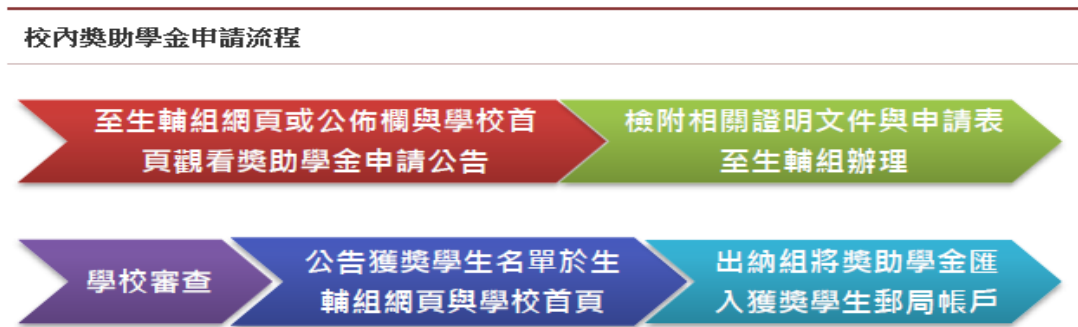 校內獎助學金申請流程
至生輔組網頁或公佈欄與學校首
頁觀看獎助學金申請公告
檢附相關證明文件與申請表
至生輔組辦理
學校審查
公告獲獎學生名單於生
輔組網頁與學校首頁
出納組將獎助學金匯
入獲獎學生郵局帳戶